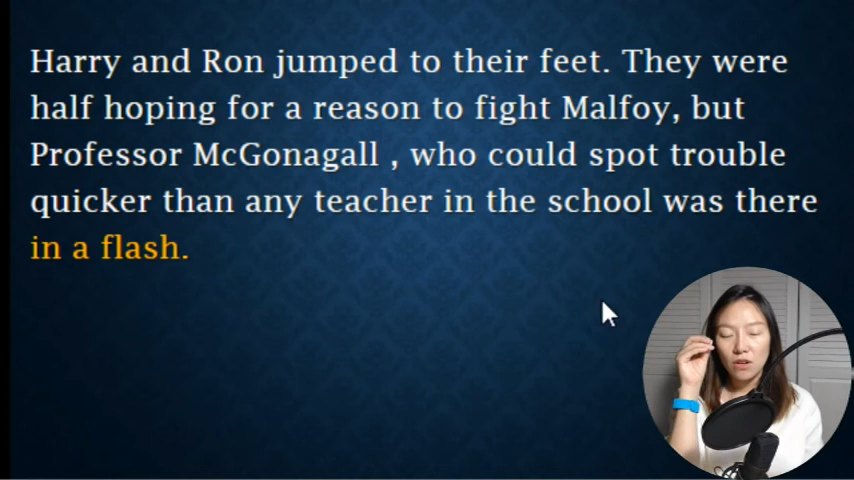 Harry and Ron jumped to their feet. They were
half hoping for a reason to fight Malfoy, but
Professor McGonagall , who could spot trouble
quicker than any teacher in the school was there
in a flash.